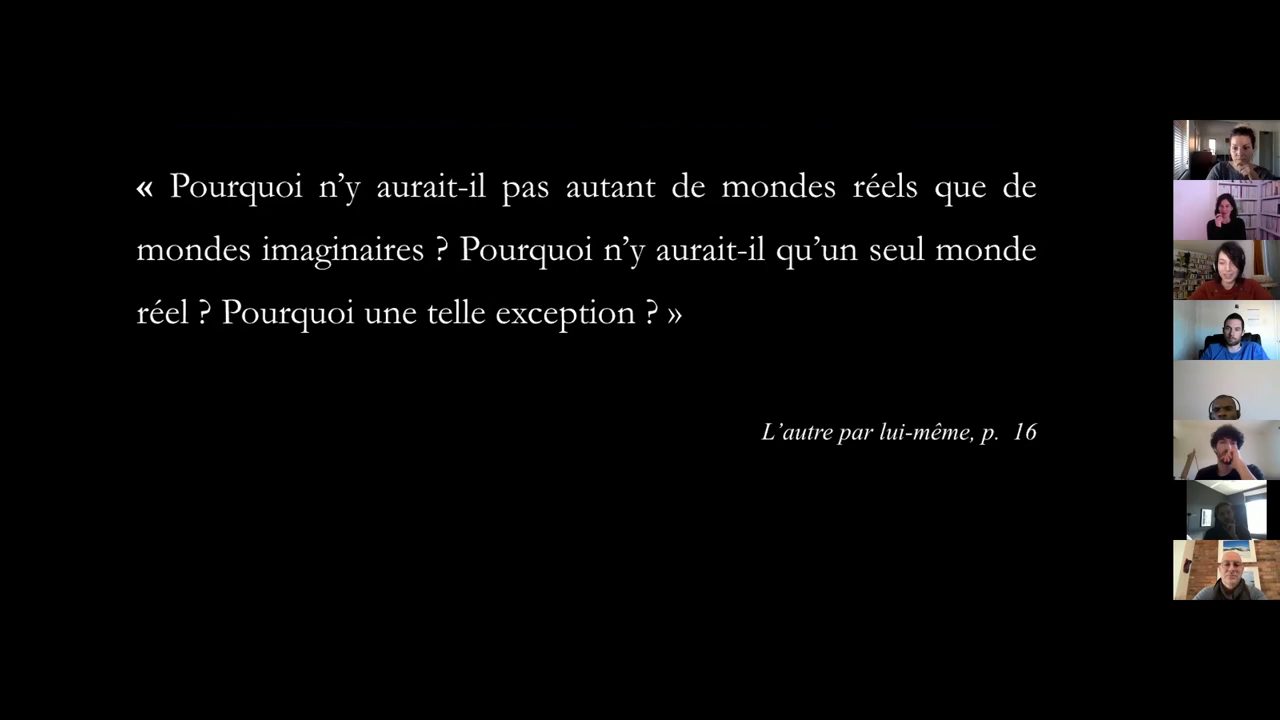 « Pourquoi n’y aurait-il pas autant de mondes réels que de
mondes imaginaires ? Pourquoi n’y aurait-il qu’un seul monde
réel ? Pourquoi une telle exception ? »
L’autre par lui-même, p. 16